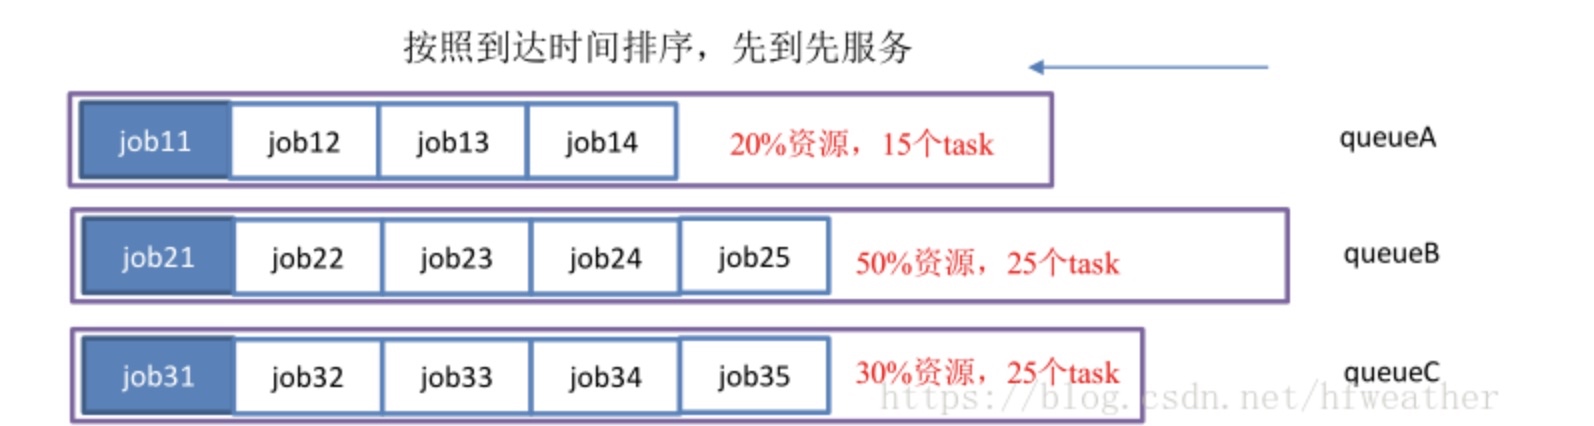 按照到达时间排序，先到先服务
job11 job12 job13 job14 20%资源，15个task queueA
job21 job22 job23 job24 job25 50%资源，25个task queueB
job31 job32 job33 job34 job35 30%资源，25个task queueC
https://blog.csdn.net/hfweather